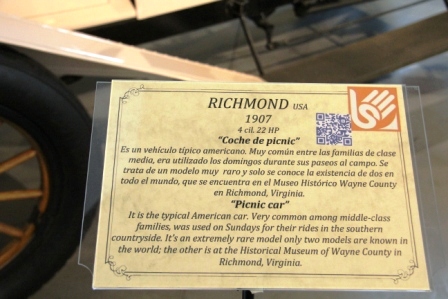 RICHMOND USA
1907
4 cil. 22 HP
"Coche de picnic"
Es un vehículo típico americano. Muy común entre las familias de clase
media, era utilizado los domingos durante sus paseos al campo. Se
trata de un modelo muy raro y solo se conoce la existencia de dos en
todo el mundo, que se encuentra en el Museo Histórico Wayne County
en Richmond, Virginia.
"Picnic car"
It is the typical American car. Very common among middle-class
families, was used on Sundays for their rides in the southern
countryside. It's an extremely rare model only two models are known in
the world; the other is at the Historical Museum of Wayne County in
Richmond, Virginia.